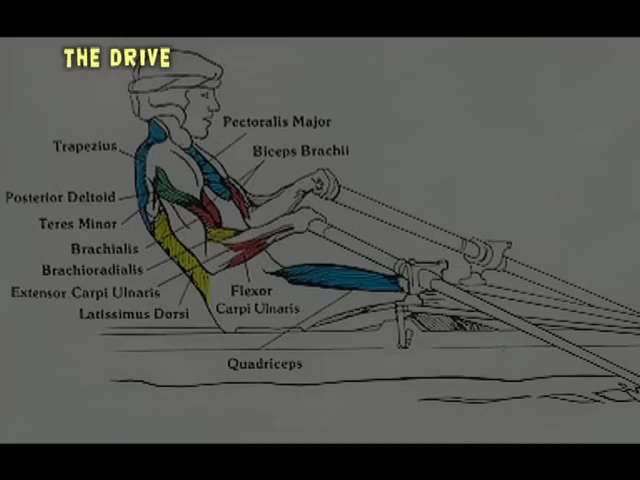 THE DRIVE
Pectoralis Major
Trapezius
Biceps Brachii
Posterior Deltoid
Teres Minor
Brachialis
Brachioradialis
Extensor Carpi Ulnaris
Flexor
Carpi Ulnaris
Latissimus Dorsi
Quadriceps